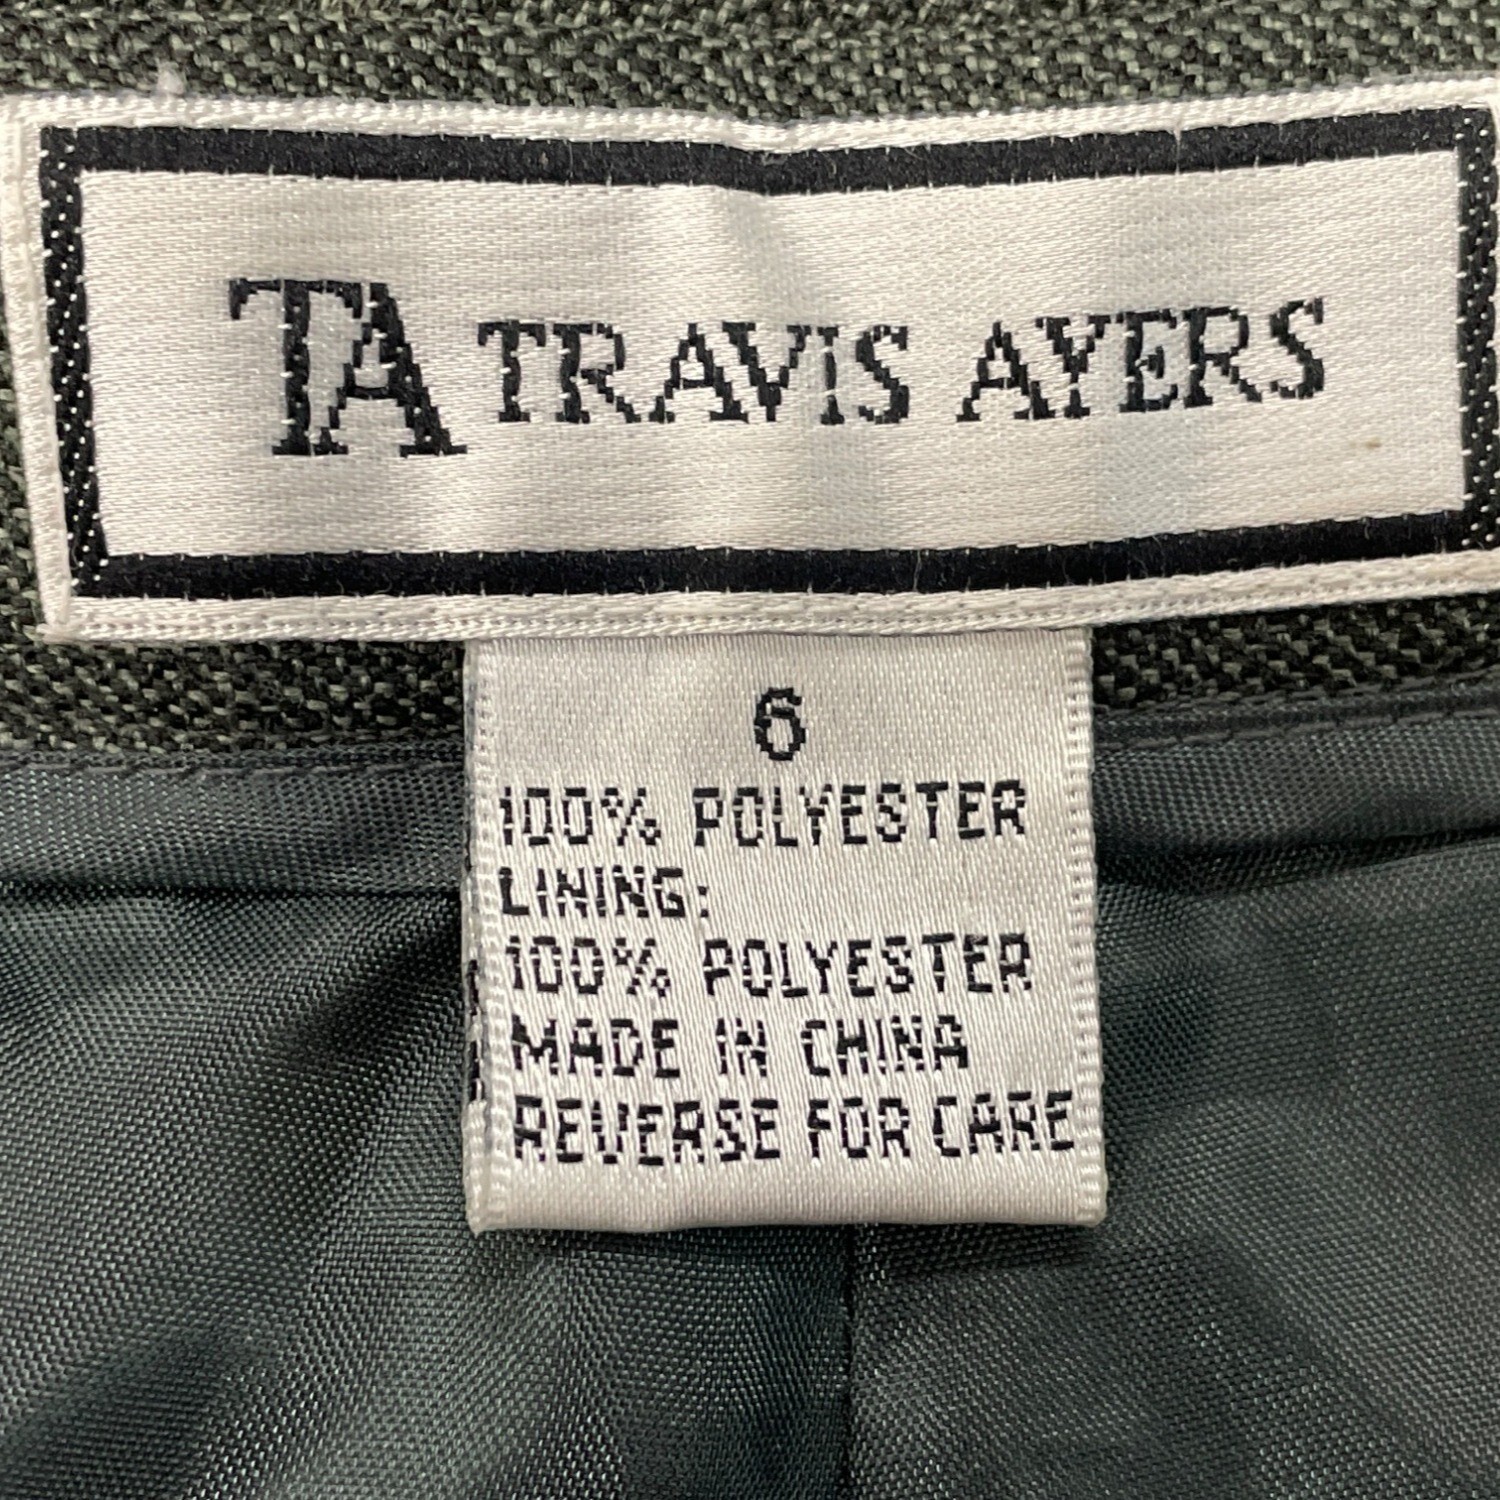 TA TRAVIS AYERS
6
100% POLYESTER
LINING:
100% POLYESTER
MADE IN CHINA
REVERSE FOR CARE